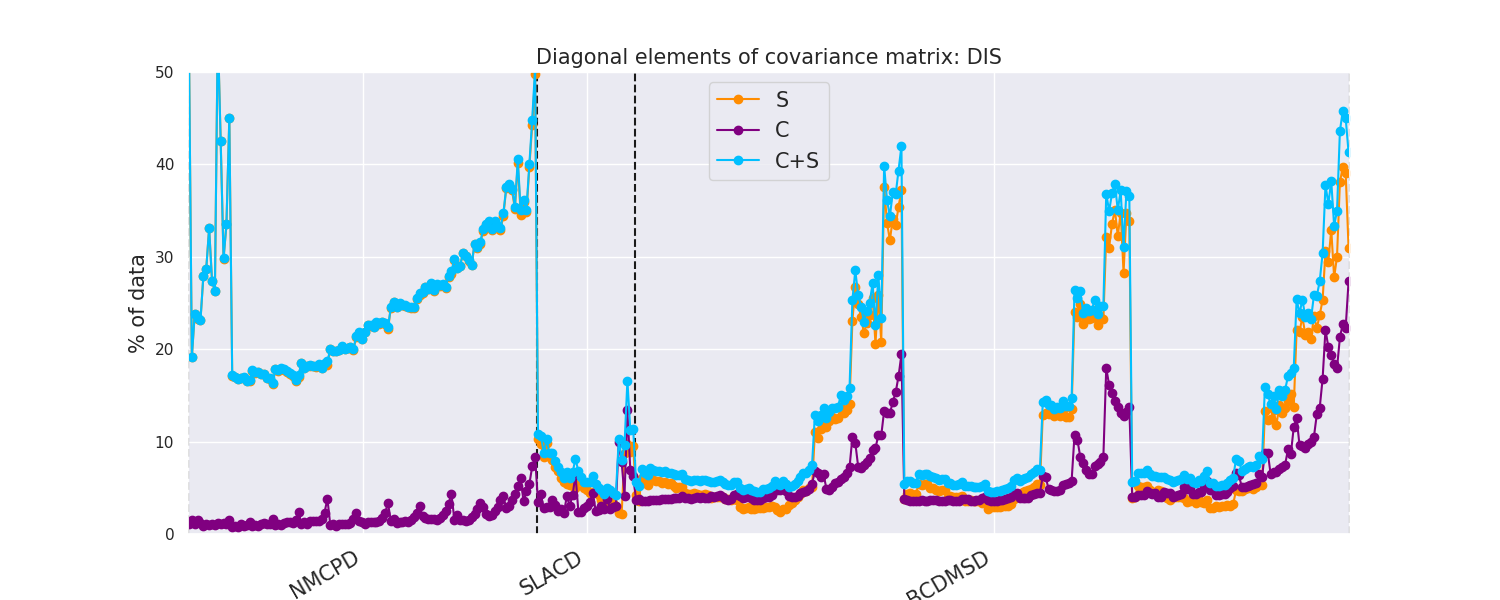 Diagonal elements of covariance matrix: DIS
50
40
30
20
10
0
% of data
S
C
C+S
NMCPD
SLACD
BCDMSD